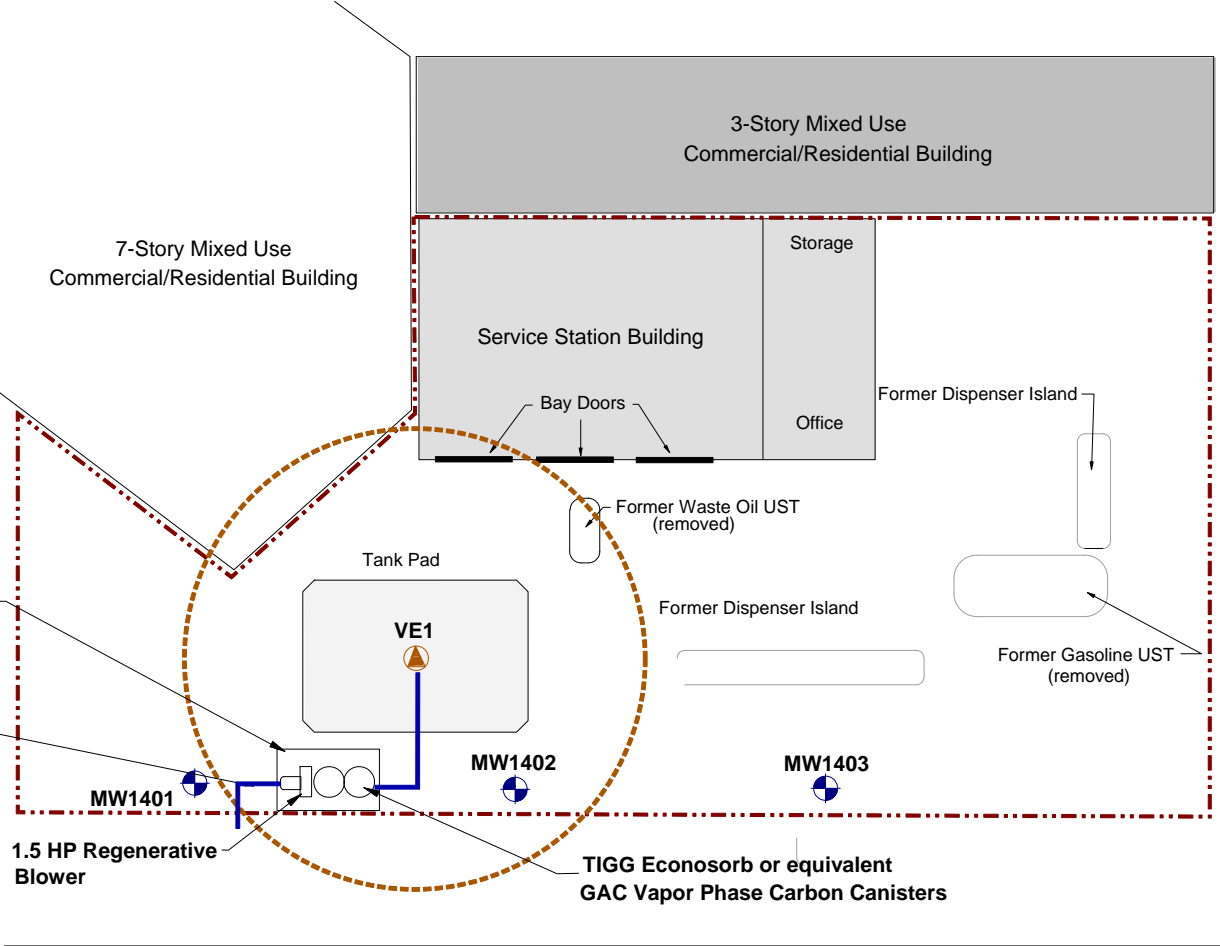 3-Story Mixed Use
Commercial/Residential Building
7-Story Mixed Use
Commercial/Residential Building
Storage
Service Station Building
Bay Doors
Office
Former Dispenser Island
Former Waste Oil UST
(removed)
Tank Pad
VE1
Former Dispenser Island
Former Gasoline UST
(removed)
MW1401
MW1402
MW1403
1.5 HP Regenerative
Blower
TIGG Econosorb or equivalent
GAC Vapor Phase Carbon Canisters